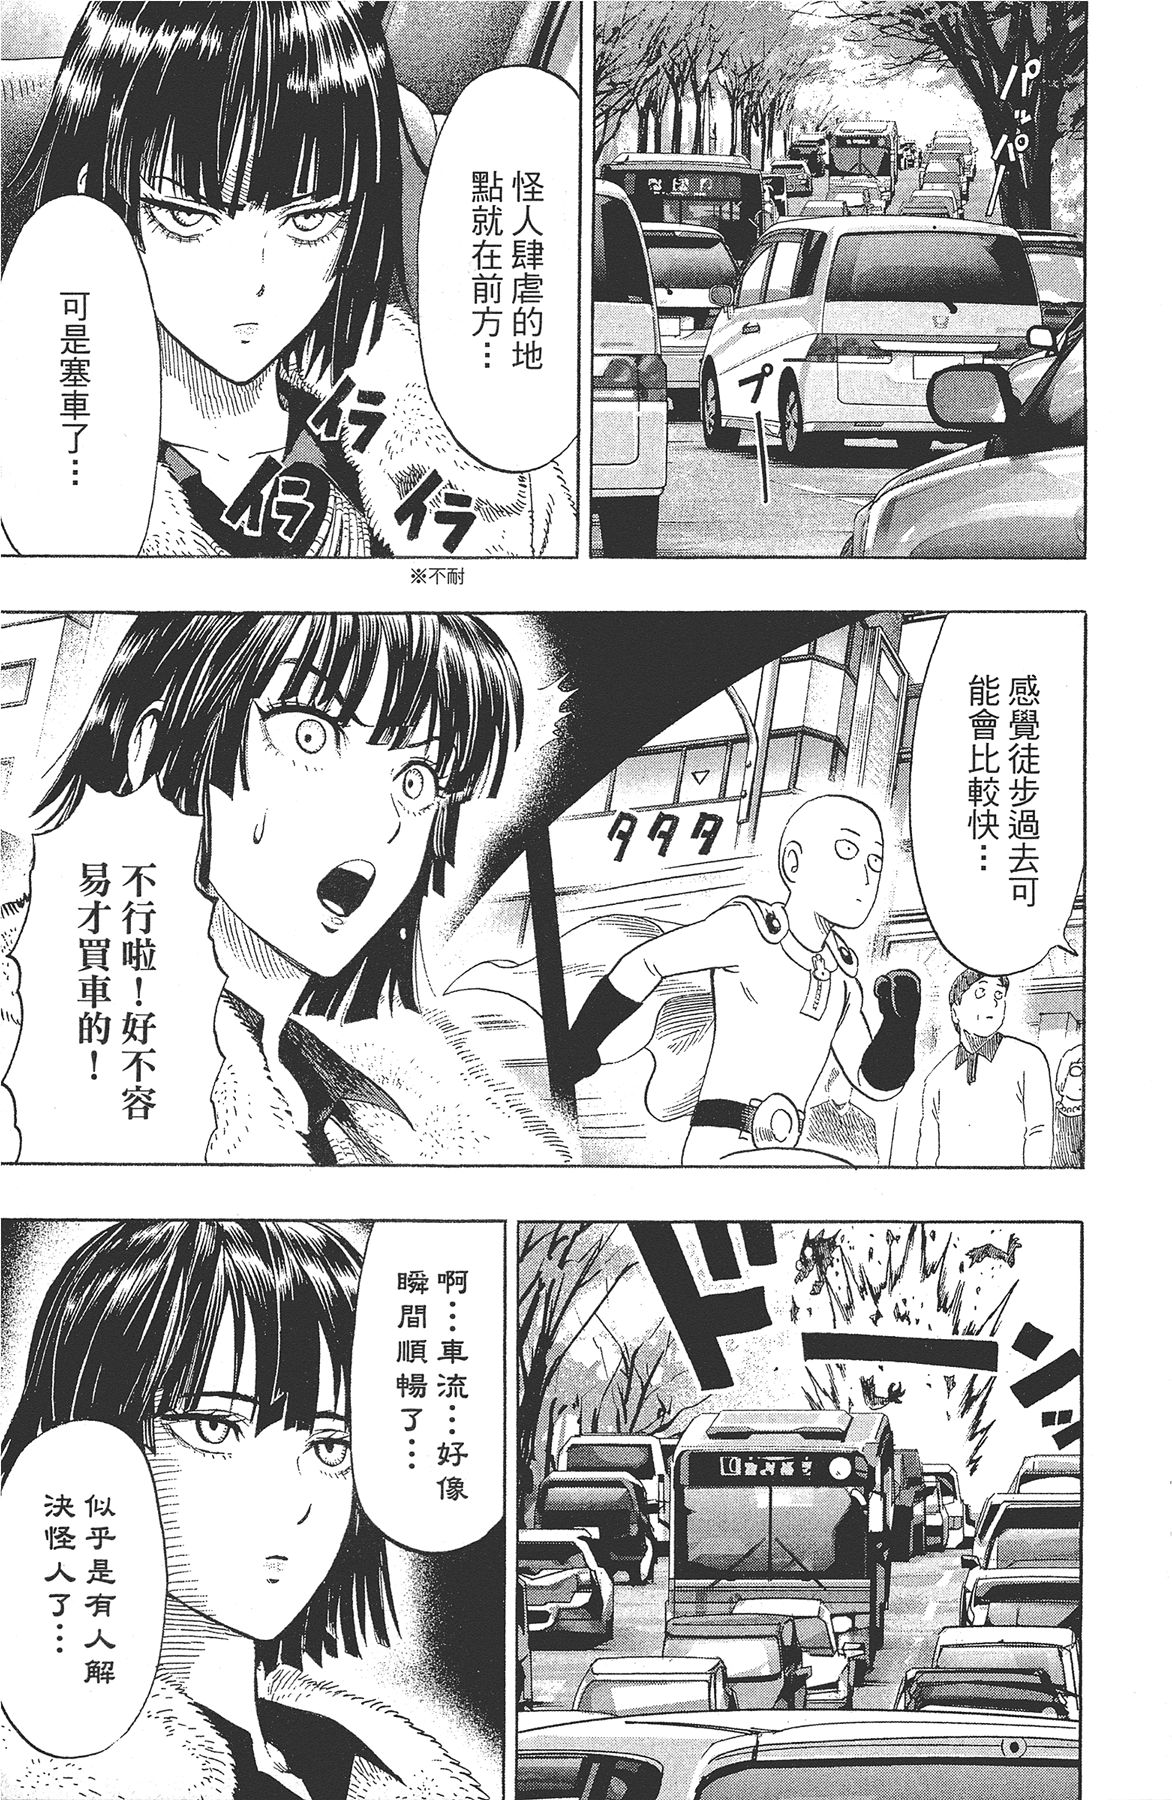 パッパ
プ ー
怪人肆虐的地
點就在前方…
可是塞車了…
イラ
イラ
イラ
※不耐
感覺徒步過去可
能會比較快…
タタタ
不行啦！好不容
易才買車的！
ドーン
啊…車流…好像
瞬間順暢了…
似乎是有人解
決怪人了…